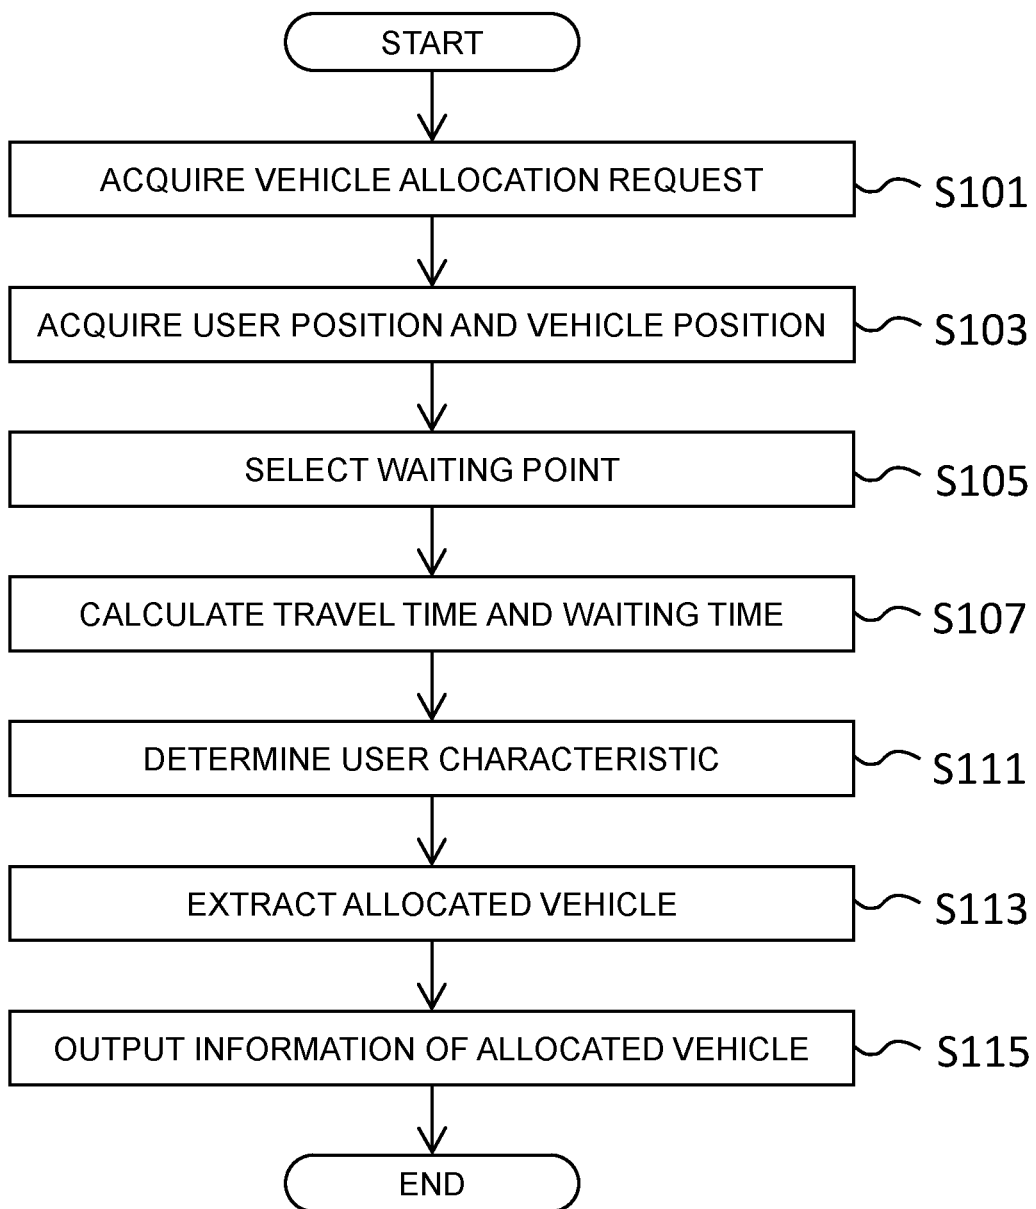 START
ACQUIRE VEHICLE ALLOCATION REQUEST
S101
ACQUIRE USER POSITION AND VEHICLE POSITION
S103
SELECT WAITING POINT
S105
CALCULATE TRAVEL TIME AND WAITING TIME
S107
DETERMINE USER CHARACTERISTIC
S111
EXTRACT ALLOCATED VEHICLE
S113
OUTPUT INFORMATION OF ALLOCATED VEHICLE
S115
END